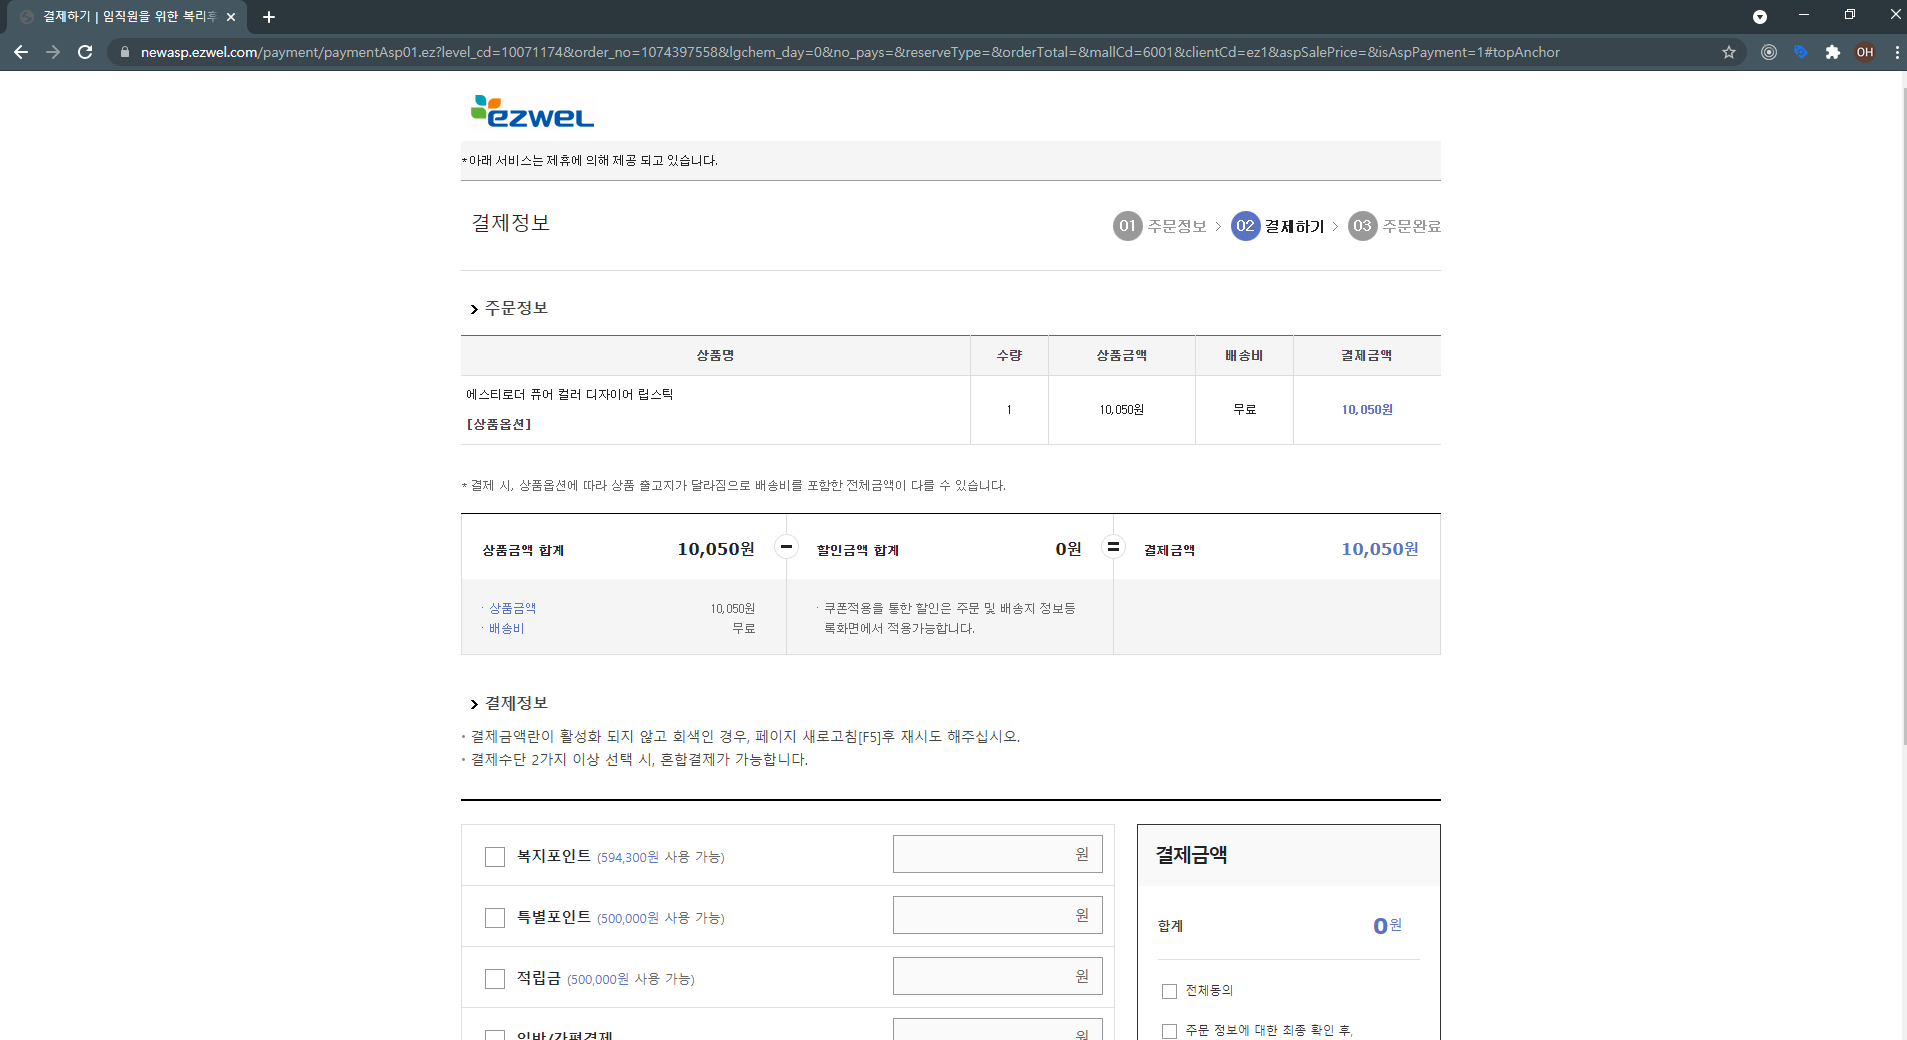 결제하기 | 임직원을 위한 복리후
newasp.ezwel.com/payment/paymentAsp01.ez?level_cd=10071174&order_no=1074397558&lgchem_day=0&no_pays=&reserveType=&orderTotal=&mallCd=6001&clientCd=ez1&aspSalePrice=&isAspPayment=1#topAnchor
OH
ezwel
*아래 서비스는 제휴에 의해 제공 되고 있습니다.
결제정보
01 주문정보 > 02 결제하기 > 03 주문완료
주문정보
상품명 수량 상품금액 배송비 결제금액
에스티로더 퓨어 컬러 디자이어 립스틱
[상품옵션]
1 10,050원 무료 10,050원
* 결제 시, 상품옵션에 따라 상품 출고지가 달라짐으로 배송비를 포함한 전체금액이 다를 수 있습니다.
상품금액 합계 10,050원 - 할인금액 합계 0원 = 결제금액 10,050원
· 상품금액 10,050원
· 배송비 무료
· 쿠폰적용을 통한 할인은 주문 및 배송지 정보등
록화면에서 적용가능합니다.
결제정보
• 결제금액란이 활성화 되지 않고 회색인 경우, 페이지 새로고침[F5]후 재시도 해주십시오.
• 결제수단 2가지 이상 선택 시, 혼합결제가 가능합니다.
복지포인트 (594,300원 사용 가능) 원
특별포인트 (500,000원 사용 가능) 원
적립금 (500,000원 사용 가능) 원
일반/간편결제 원
결제금액
합계 0원
전체동의
주문 정보에 대한 최종 확인 후,